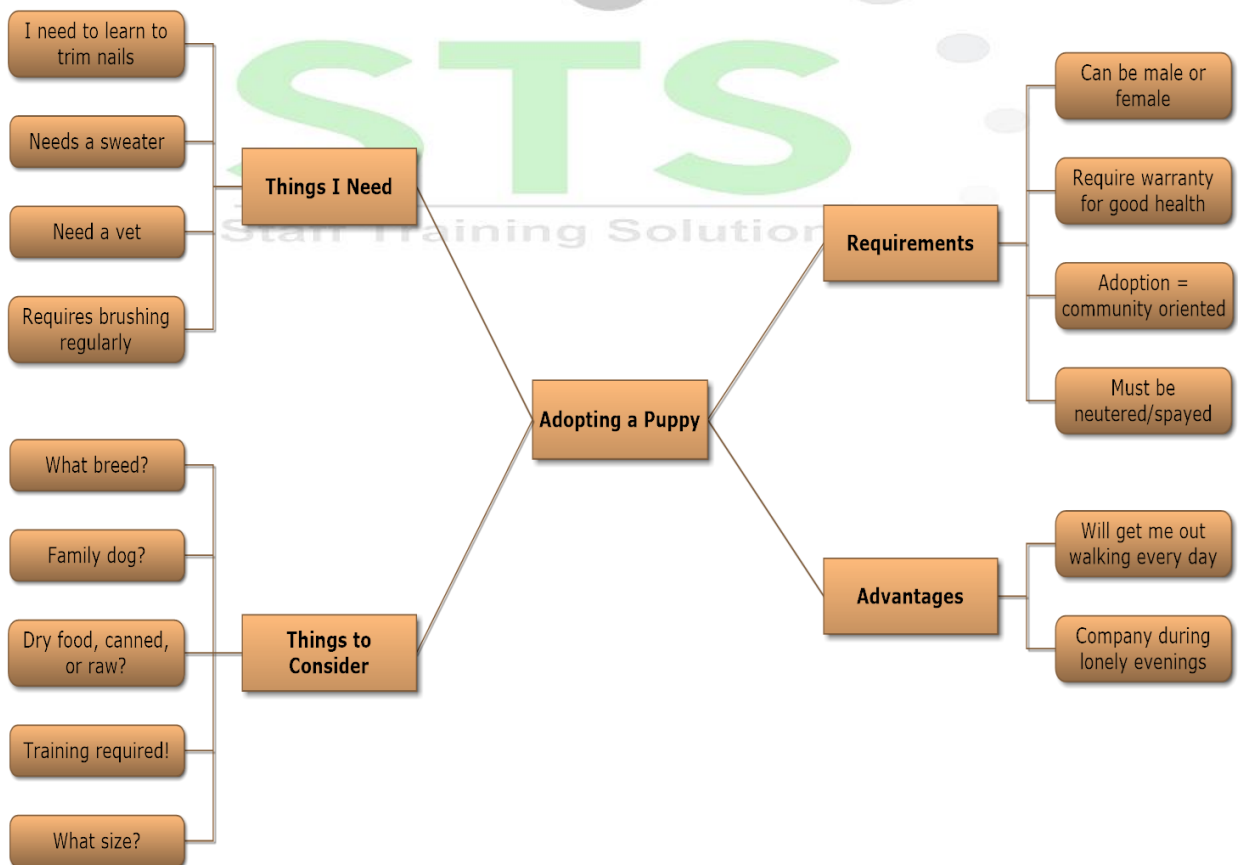 I need to learn to
trim nails
Needs a sweater
Need a vet
Requires brushing
regularly
Things I Need
What breed?
Family dog?
Dry food, canned,
or raw?
Training required!
What size?
Things to
Consider
Adopting a Puppy
STS
Staff Training Solution
Requirements
Can be male or
female
Require warranty
for good health
Adoption =
community oriented
Must be
neutered/spayed
Advantages
Will get me out
walking every day
Company during
lonely evenings